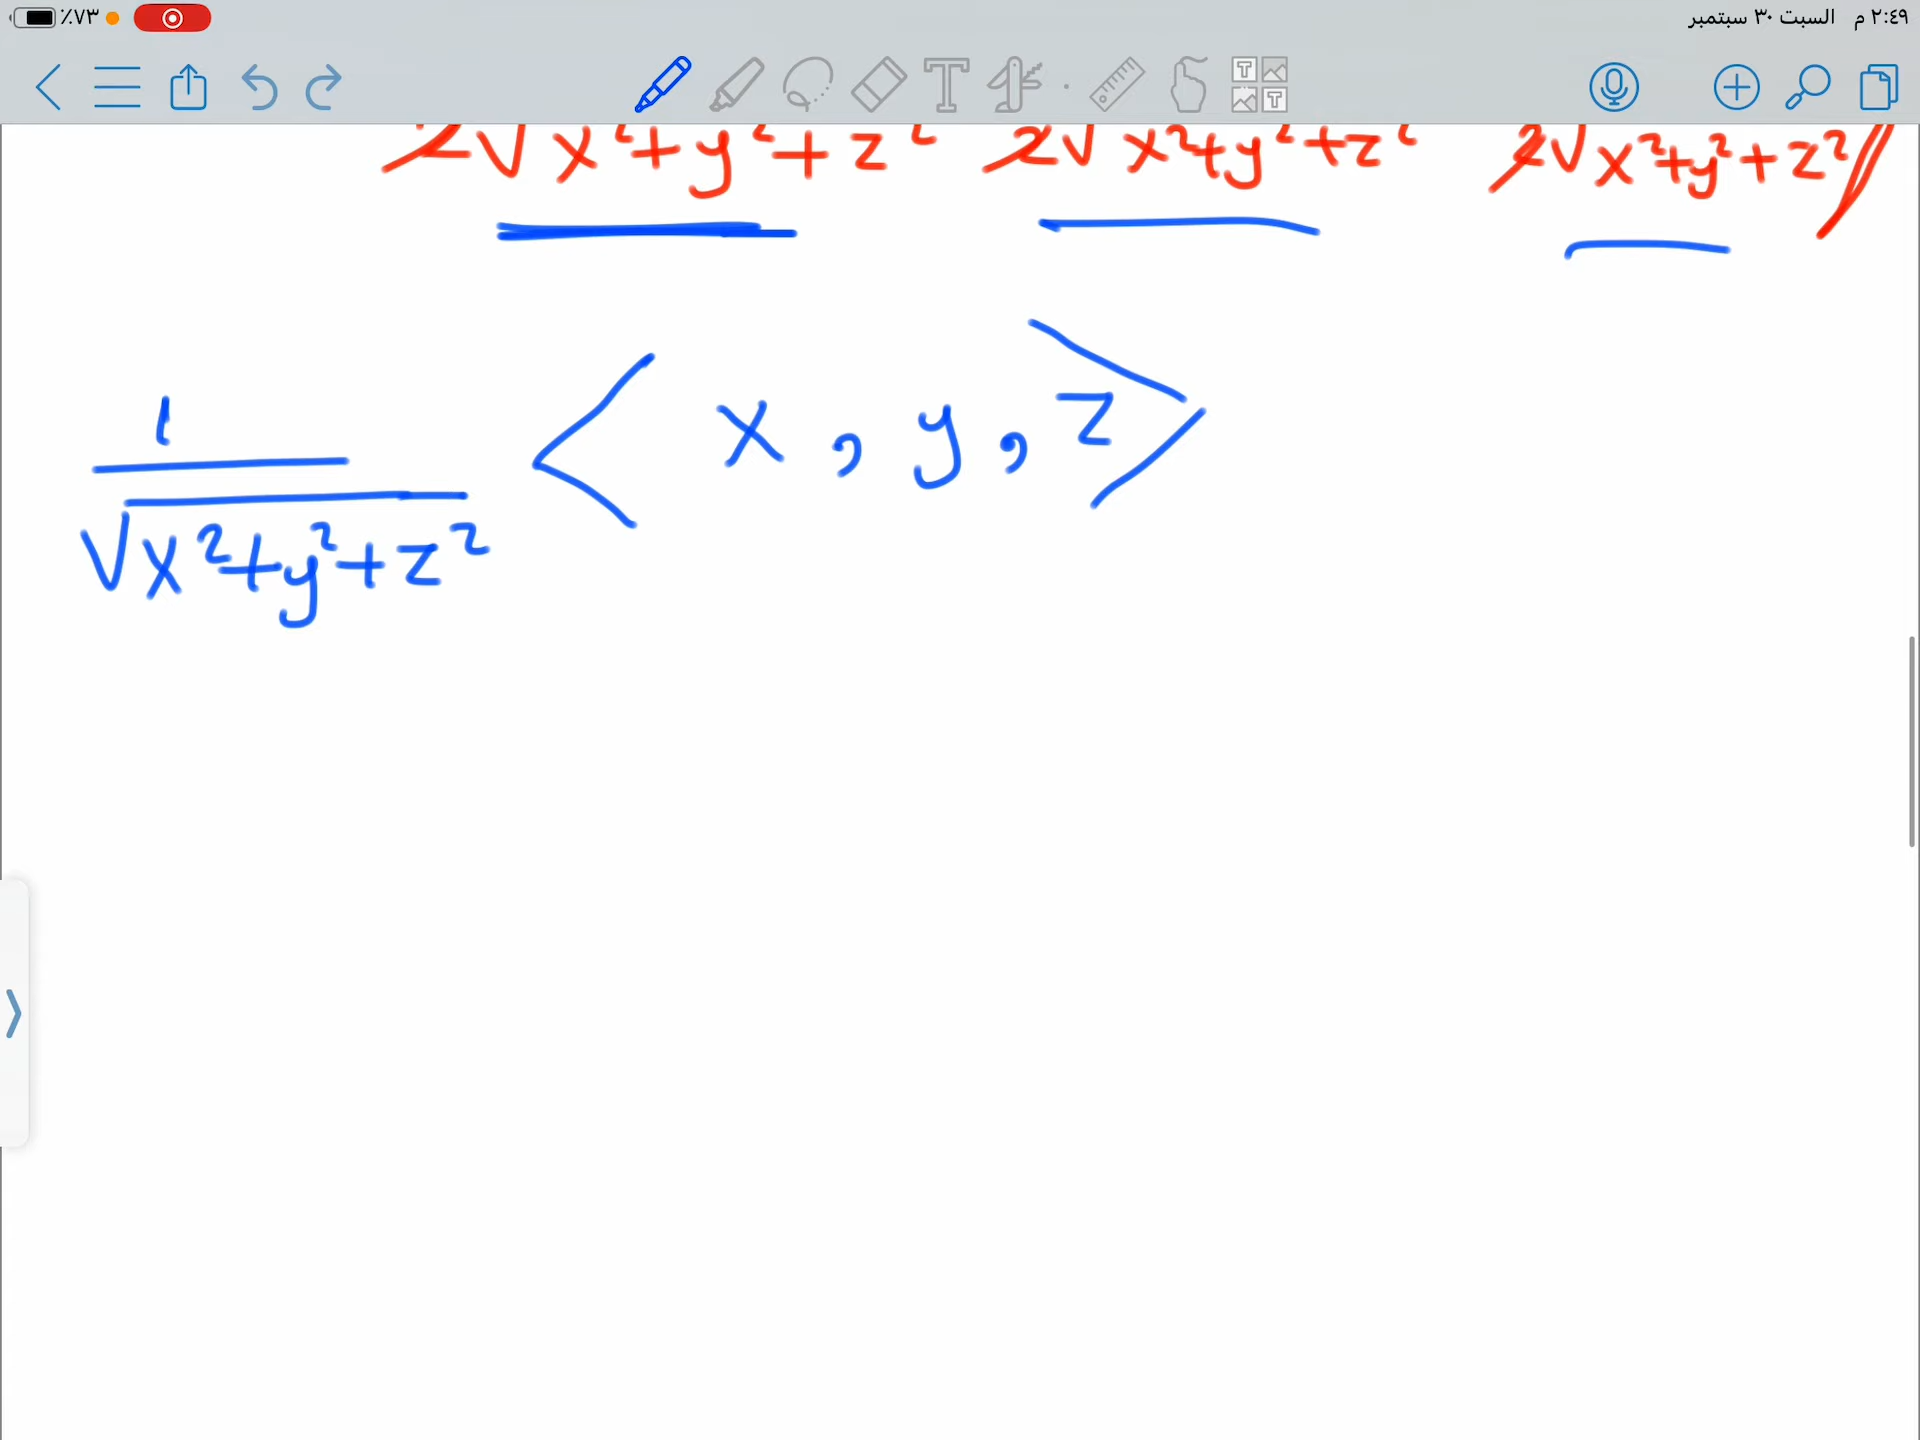 ٪٧٣ السبت ٣٠ سبتمبر ٢:٤٩ م
2√x²+y²+z² 2√x²+y²+z² 2√x²+y²+z²
1
< x , y , z >
√x²+y²+z²